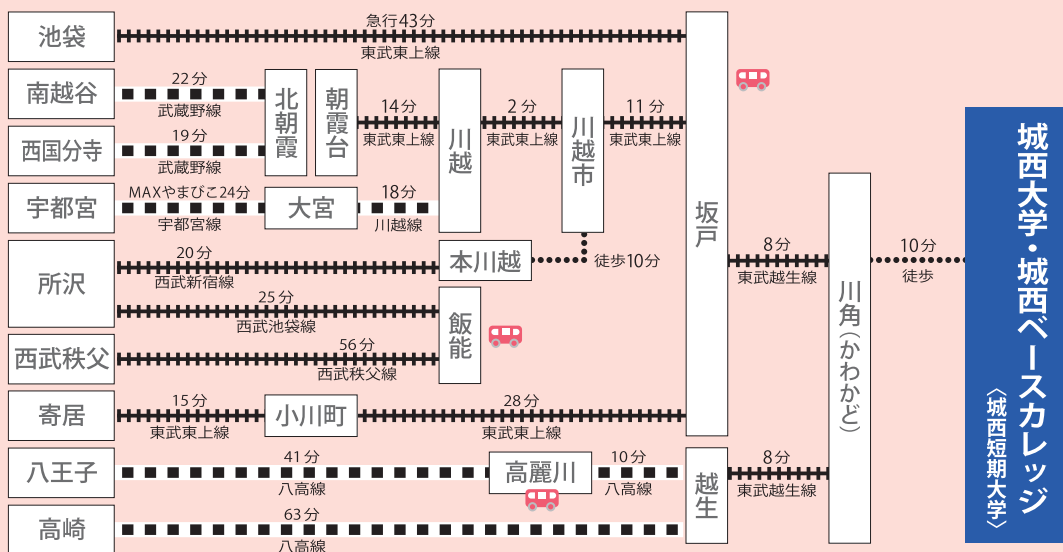 池袋
急行43分
東武東上線
南越谷
22分
武蔵野線
西国分寺
19分
武蔵野線
北朝霞
朝霞台
14分
東武東上線
川越
2分
東武東上線
川越市
11分
東武東上線
宇都宮
MAXやまびこ24分
宇都宮線
大宮
18分
川越線
所沢
20分
西武新宿線
本川越
徒歩10分
25分
西武池袋線
飯能
西武秩父
56分
西武秩父線
寄居
15分
東武東上線
小川町
28分
東武東上線
坂戸
8分
東武越生線
八王子
41分
八高線
高麗川
10分
八高線
越生
8分
東武越生線
高崎
63分
八高線
川角(かわかど)
10分
徒歩
城西大学・城西ベースカレッジ
〈城西短期大学〉